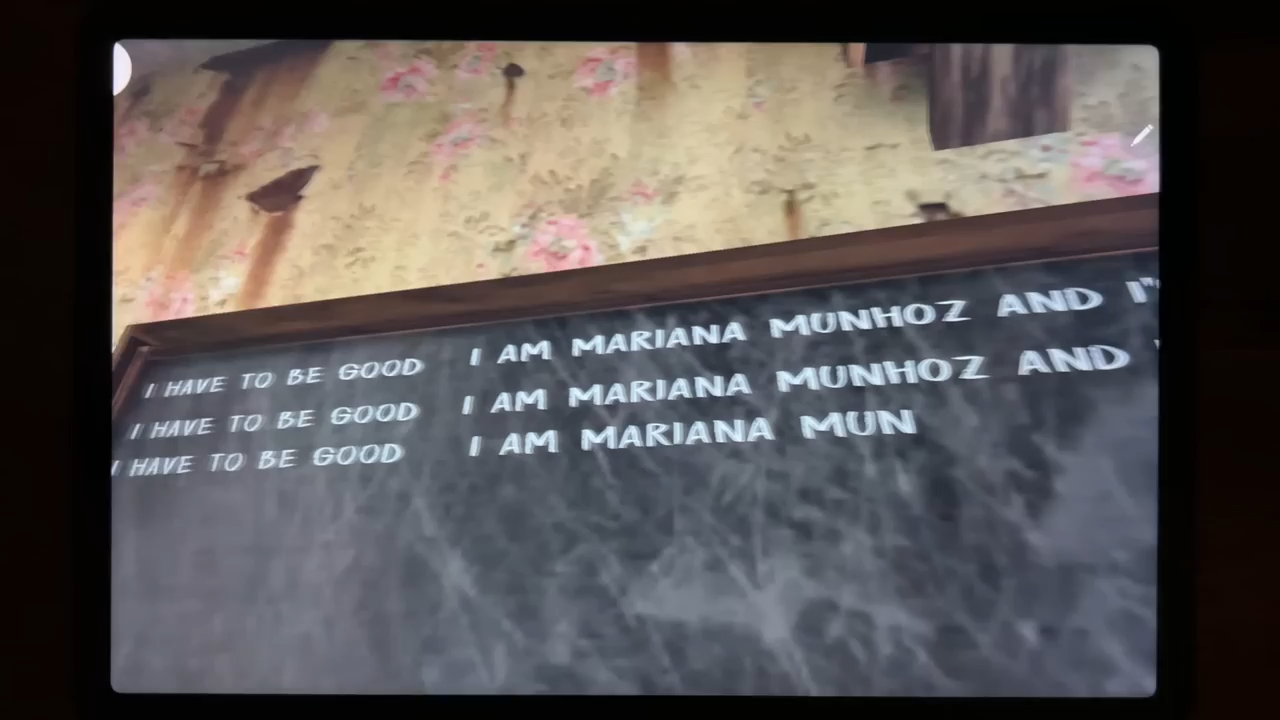 I HAVE TO BE GOOD
I HAVE TO BE GOOD
I HAVE TO BE GOOD
I AM MARIANA MUNHOZ AND I'
I AM MARIANA MUNHOZ AND
I AM MARIANA MUN